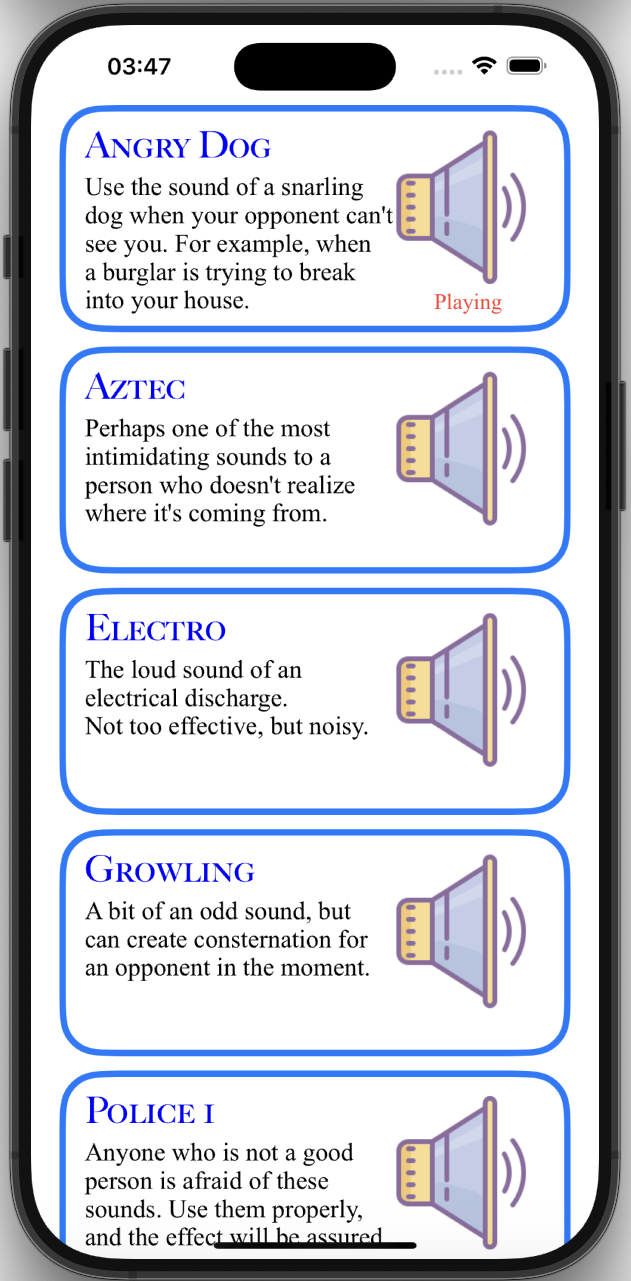 03:47
Angry Dog
Use the sound of a snarling
dog when your opponent can't
see you. For example, when
a burglar is trying to break
into your house.
Playing
Aztec
Perhaps one of the most
intimidating sounds to a
person who doesn't realize
where it's coming from.
Electro
The loud sound of an
electrical discharge.
Not too effective, but noisy.
Growling
A bit of an odd sound, but
can create consternation for
an opponent in the moment.
Police 1
Anyone who is not a good
person is afraid of these
sounds. Use them properly,
and the effect will be assured